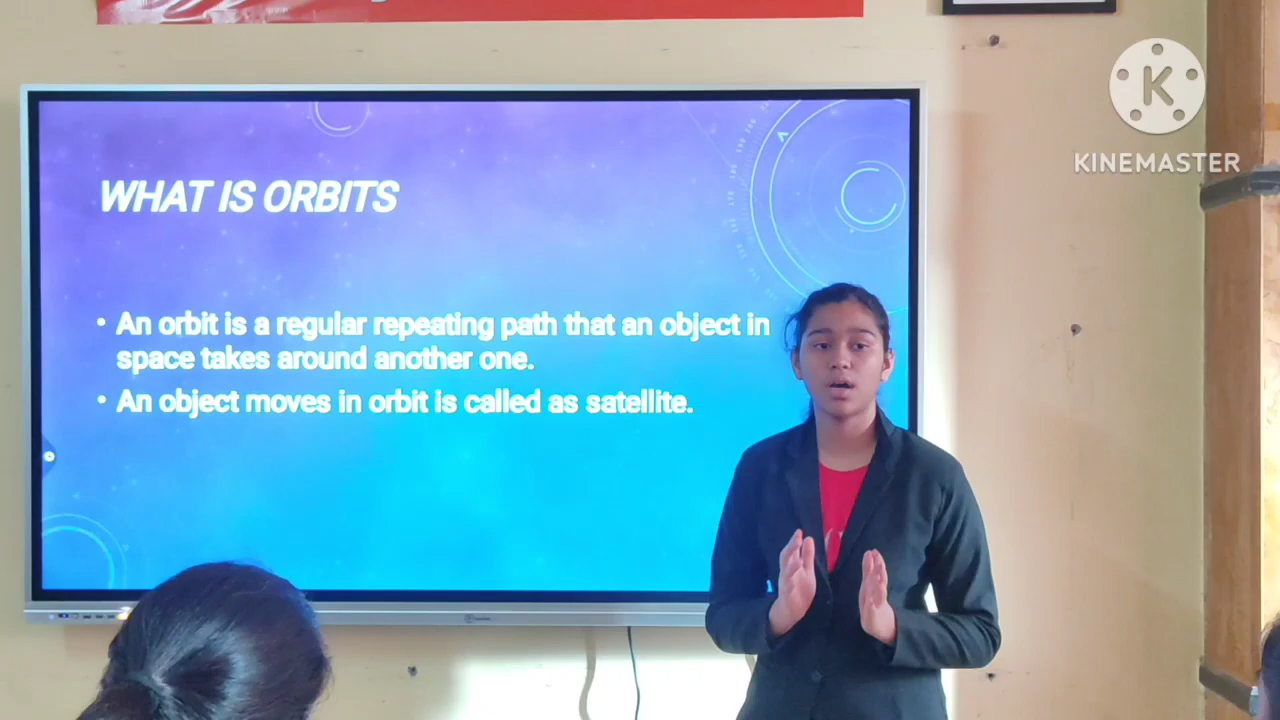 KINEMASTER
WHAT IS ORBITS
• An orbit is a regular repeating path that an object in
space takes around another one.
• An object moves in orbit is called as satellite.